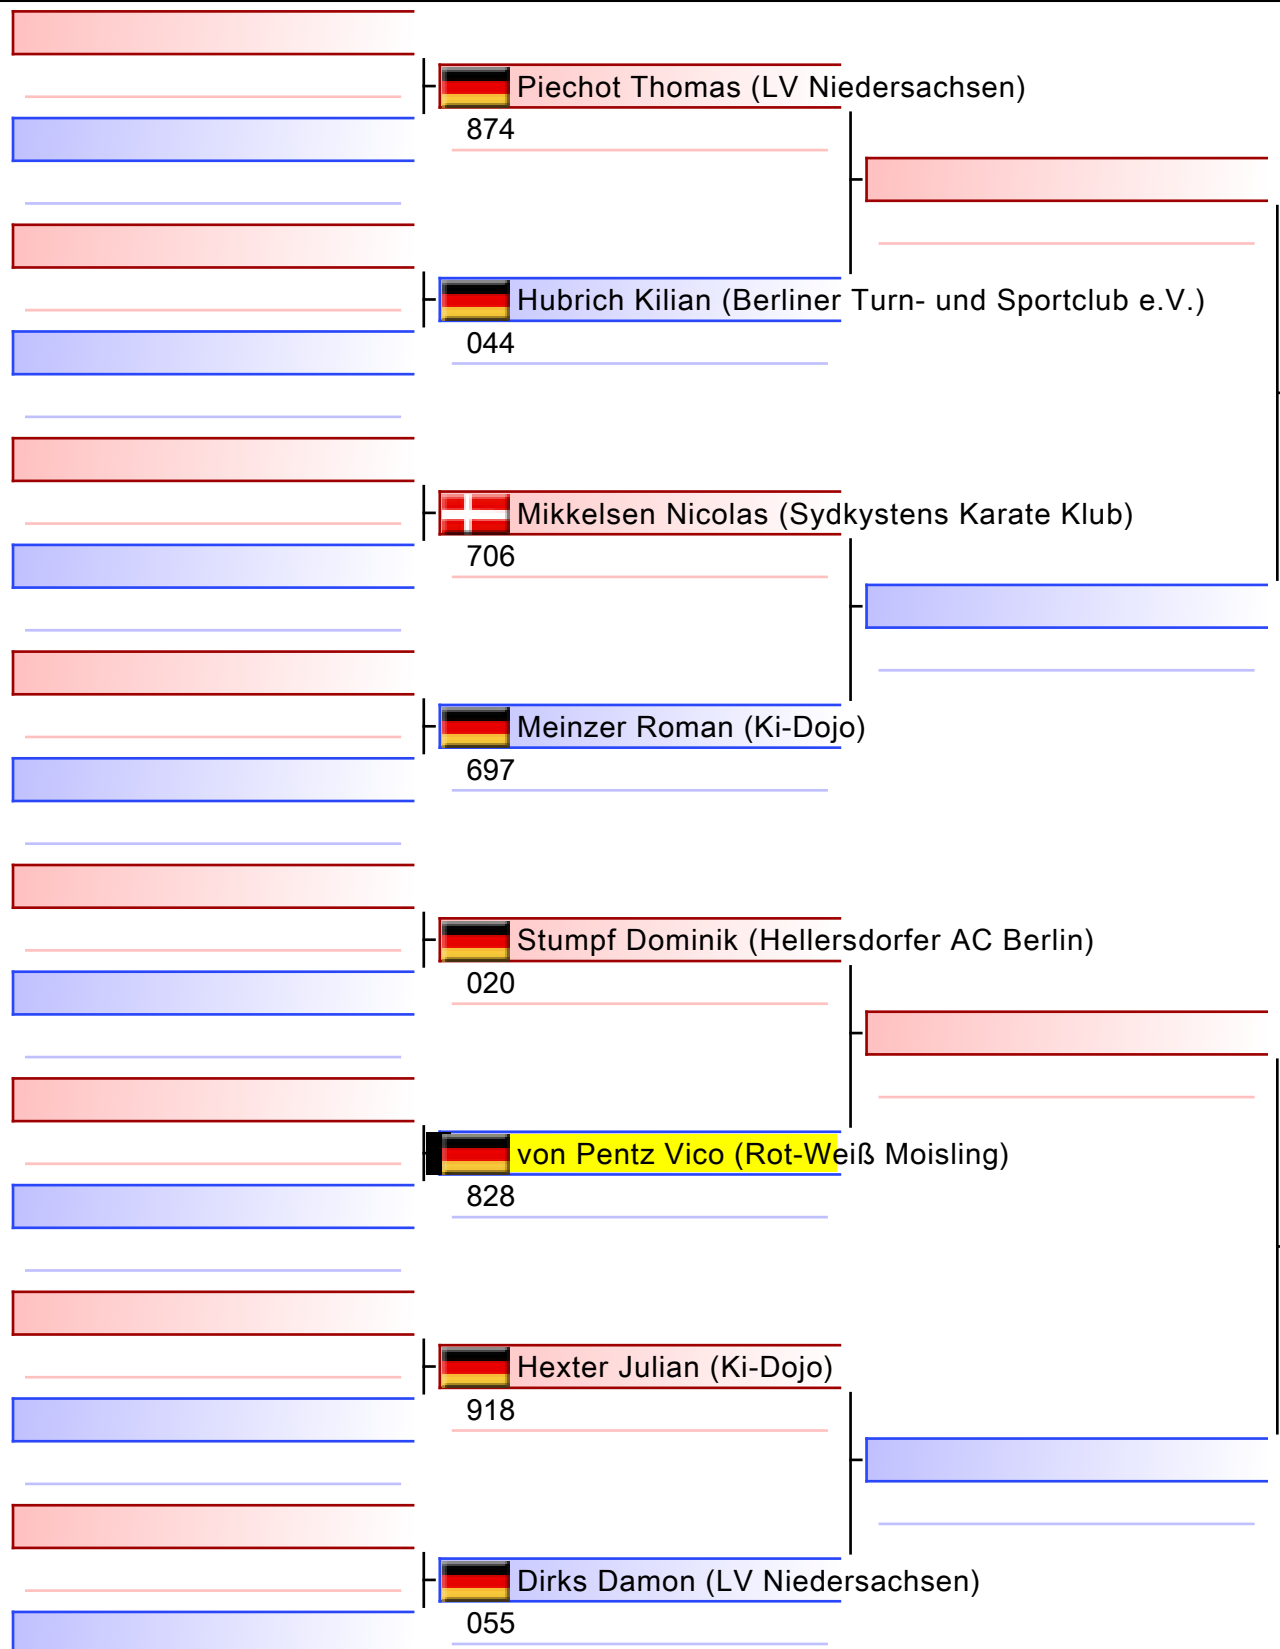 Piechot Thomas (LV Niedersachsen)
874
Hubrich Kilian (Berliner Turn- und Sportclub e.V.)
044
Mikkelsen Nicolas (Sydkystens Karate Klub)
706
Meinzer Roman (Ki-Dojo)
697
Stumpf Dominik (Hellersdorfer AC Berlin)
020
von Pentz Vico (Rot-Weiß Moisling)
828
Hexter Julian (Ki-Dojo)
918
Dirks Damon (LV Niedersachsen)
055